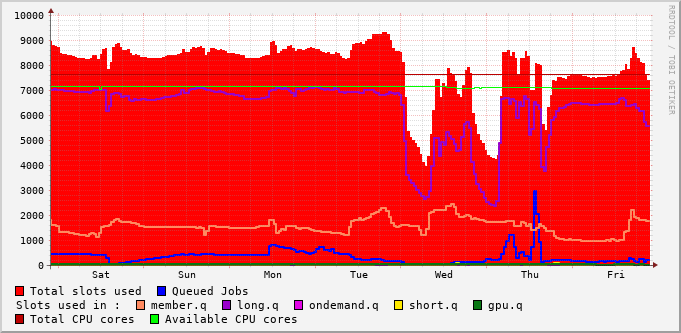 RRDTOOL / TOBI OETIKER
10000
9000
8000
7000
6000
5000
4000
3000
2000
1000
0
Sat Sun Mon Tue Wed Thu Fri
Total slots used Queued Jobs
Slots used in : member.q long.q ondemand.q short.q gpu.q
Total CPU cores Available CPU cores